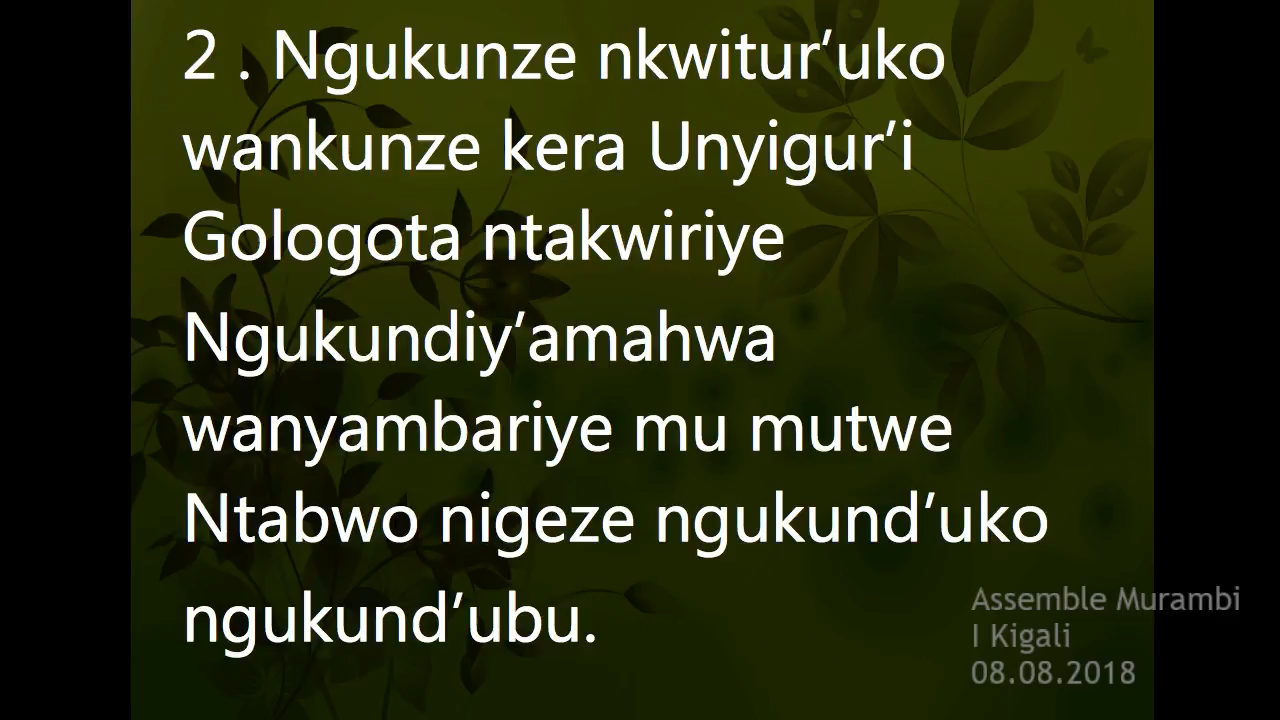 2 . Ngukunze nkwitur’uko
wankunze kera Unyigur’i
Gologota ntakwiriye
Ngukundiy’amahwa
wanyambariye mu mutwe
Ntabwo nigeze ngukund’uko
ngukund’ubu.
Assemble Murambi
I Kigali
08.08.2018